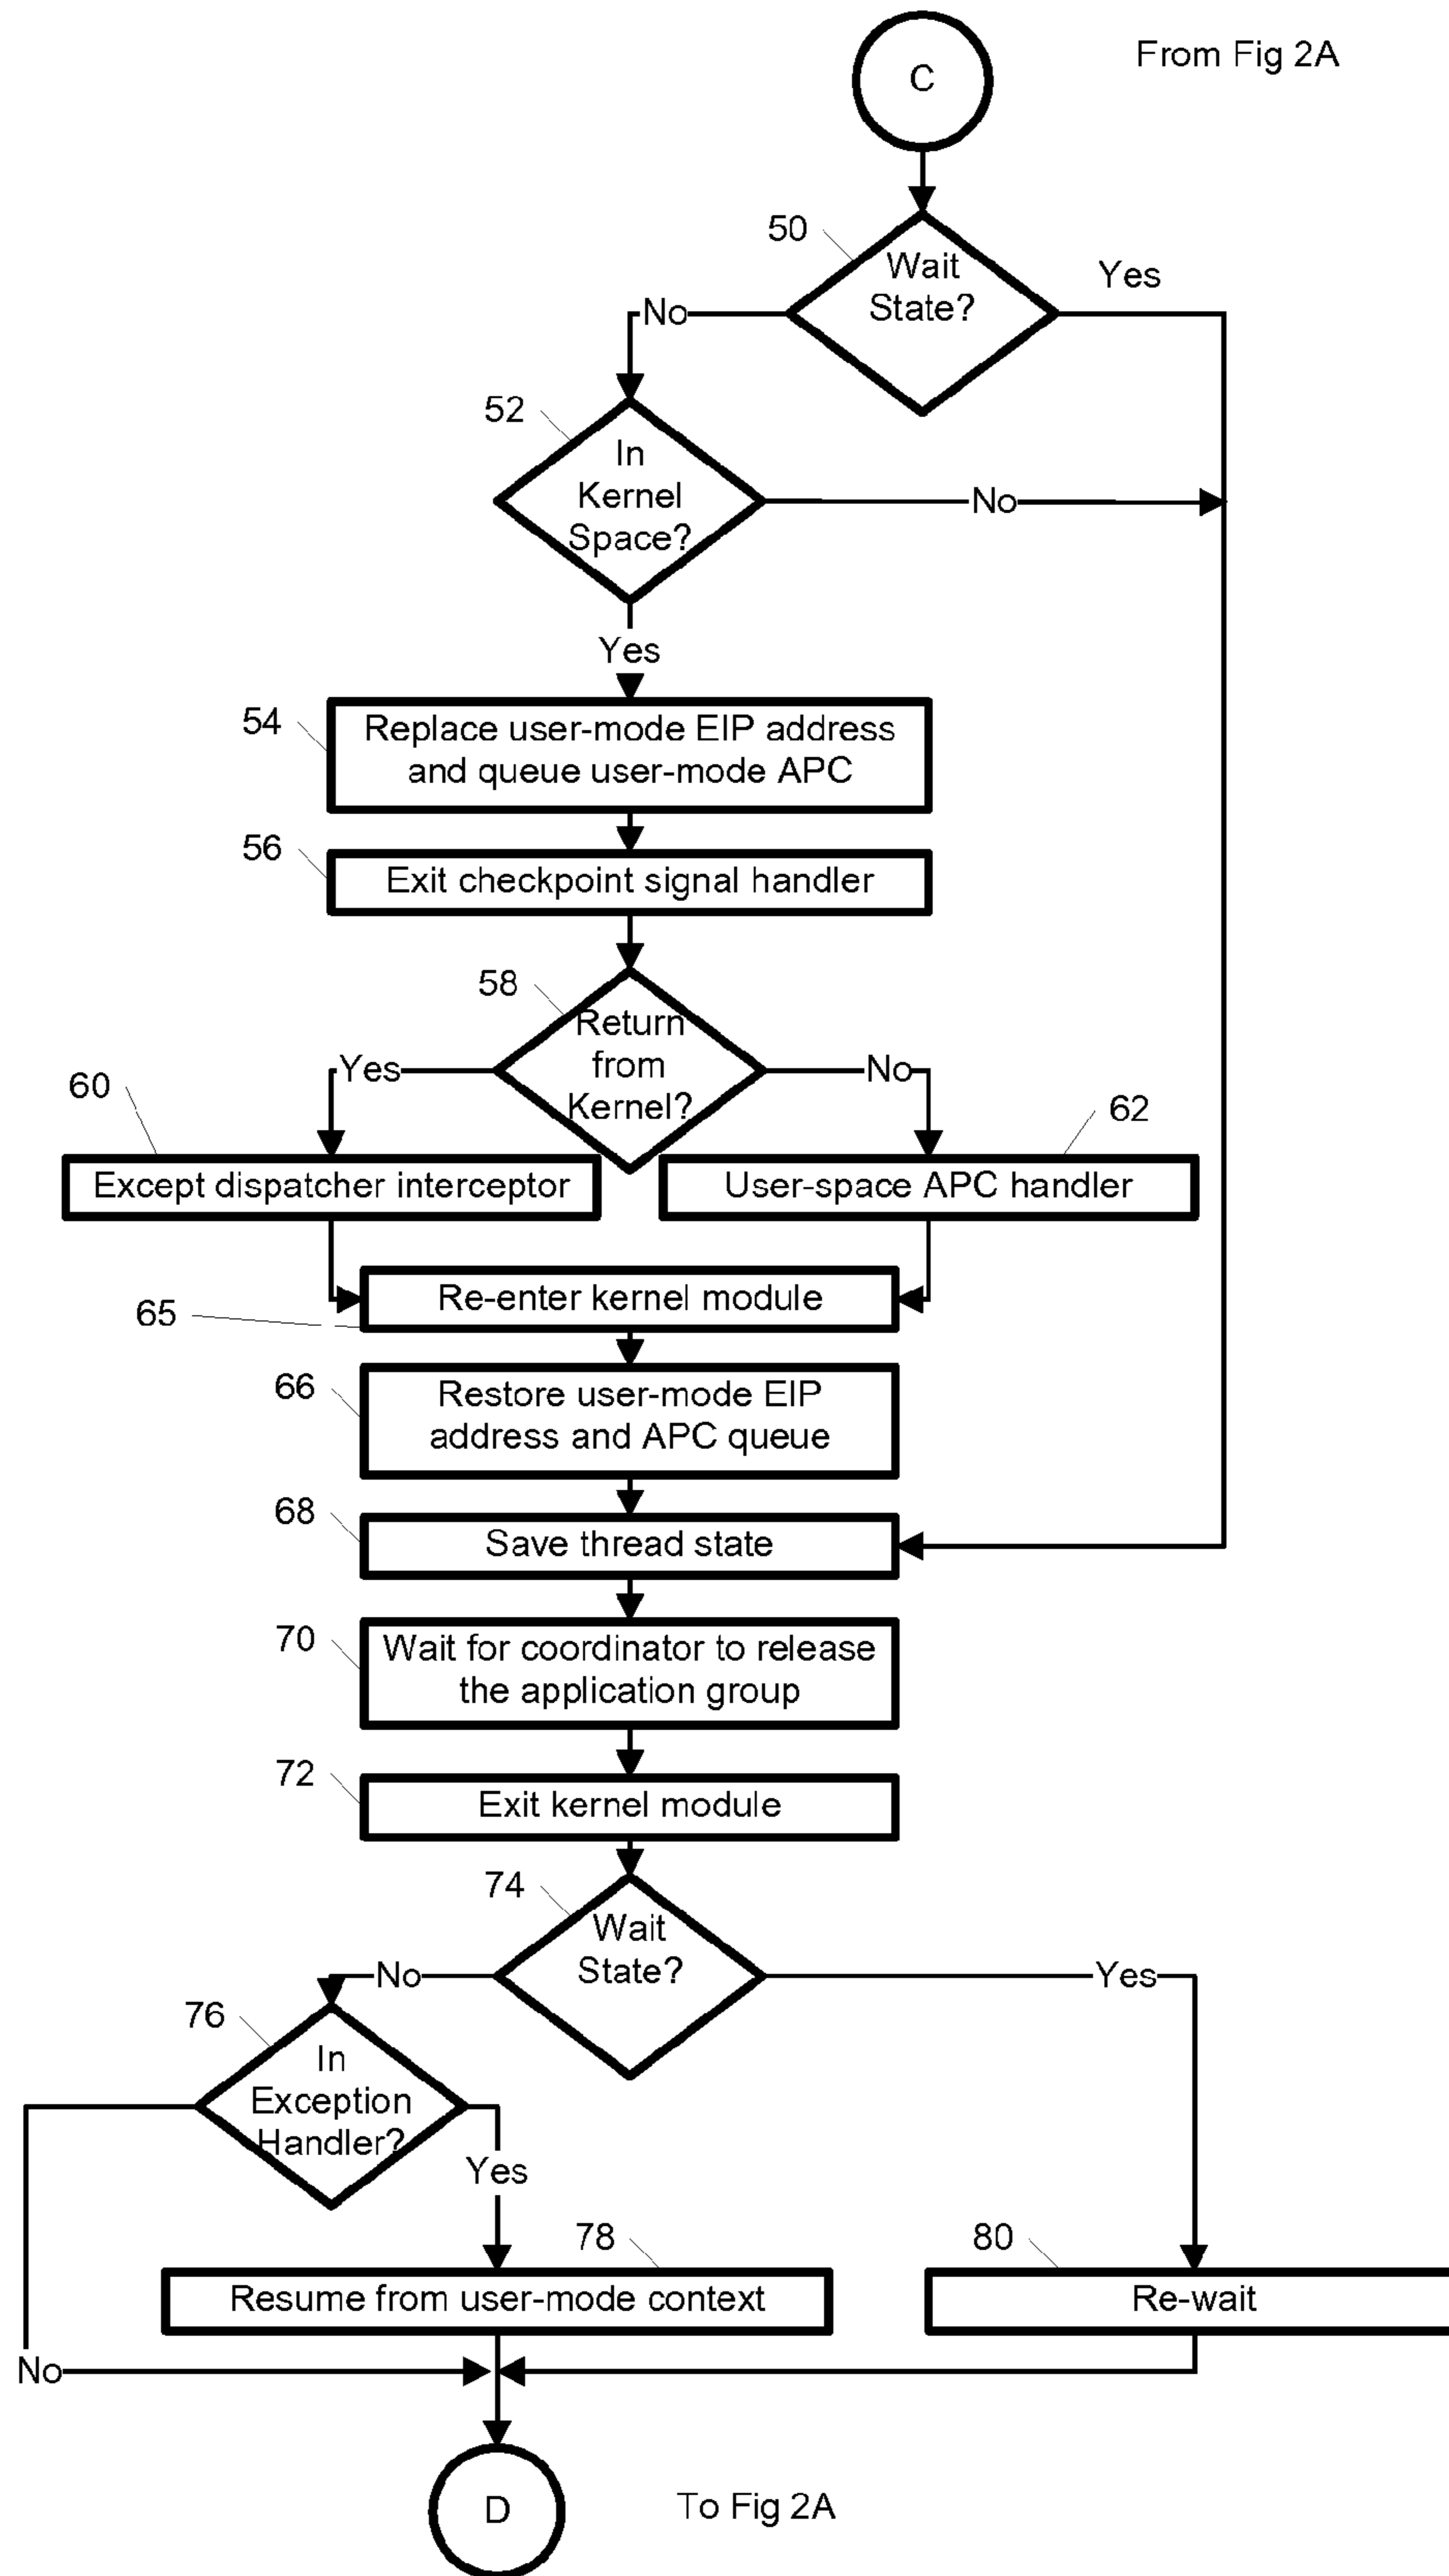 C
From Fig 2A
50
Wait
State?
Yes
No
52
In
Kernel
Space?
No
Yes
54
Replace user-mode EIP address
and queue user-mode APC
56
Exit checkpoint signal handler
58
Return
from
Kernel?
Yes
No
60
62
Except dispatcher interceptor
User-space APC handler
Re-enter kernel module
65
66
Restore user-mode EIP
address and APC queue
68
Save thread state
70
Wait for coordinator to release
the application group
72
Exit kernel module
74
Wait
State?
No
Yes
76
In
Exception
Handler?
Yes
78
80
Resume from user-mode context
Re-wait
No
D
To Fig 2A